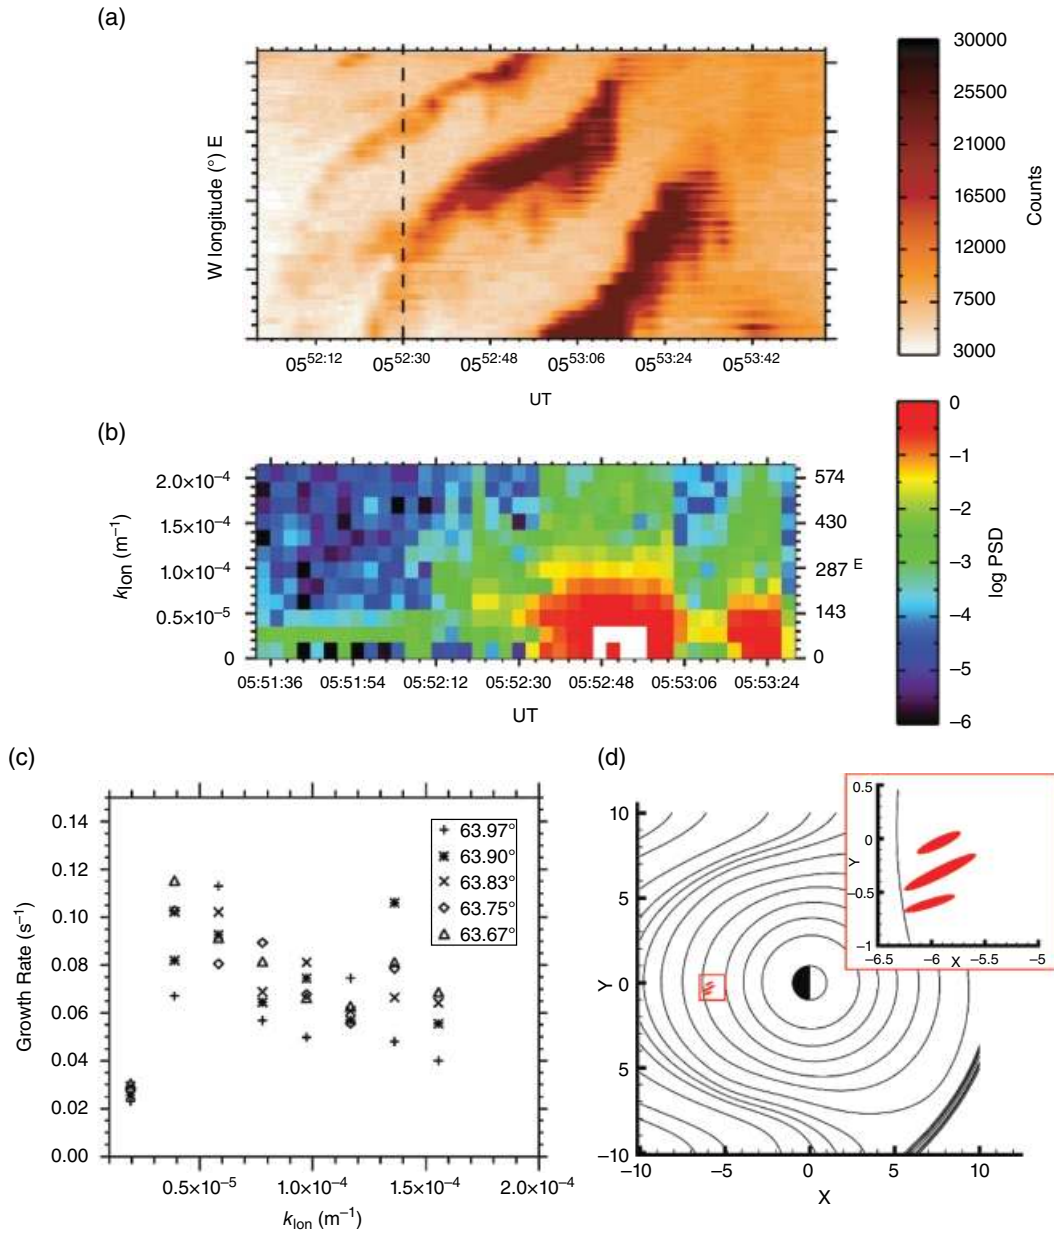 (a)
W longitude (°) E
05 52:12 05 52:30 05 52:48 05 53:06 05 53:24 05 53:42
UT
30000
25500
21000
16500
12000
7500
3000
Counts
(b)
2.0×10⁻⁴
1.5×10⁻⁴
1.0×10⁻⁴
0.5×10⁻⁵
0
k_lon (m⁻¹)
574
430
287 E
143
0
05:51:36 05:51:54 05:52:12 05:52:30 05:52:48 05:53:06 05:53:24
UT
0
–1
–2
–3
–4
–5
–6
log PSD
(c)
0.14
0.12
0.10
0.08
0.06
0.04
0.02
0.00
Growth Rate (s⁻¹)
63.97°
63.90°
63.83°
63.75°
63.67°
0.5×10⁻⁵ 1.0×10⁻⁴ 1.5×10⁻⁴ 2.0×10⁻⁴
k_lon (m⁻¹)
(d)
10
5
0
5
–10
Y
–10 –5 0 5 10
X
0.5
0
–0.5
–1
Y
–6.5 –6 –5.5 –5
X